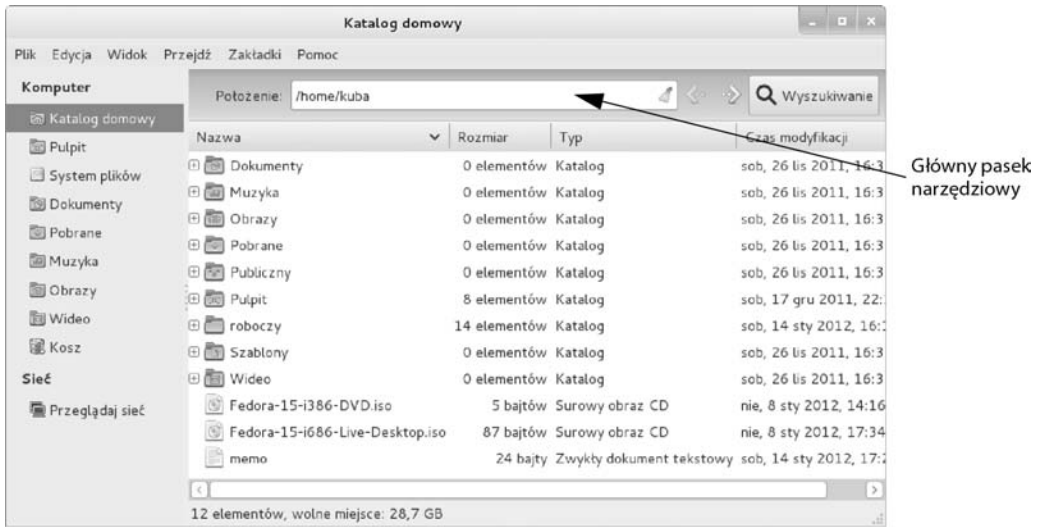 Katalog domowy
Plik Edycja Widok Przejdź Zakładki Pomoc
Komputer
Katalog domowy
Pulpit
System plików
Dokumenty
Pobrane
Muzyka
Obrazy
Wideo
Kosz
Sieć
Przeglądaj sieć
Położenie: /home/kuba Wyszukiwanie
Nazwa Rozmiar Typ Czas modyfikacji
Dokumenty 0 elementów Katalog sob, 26 lis 2011, 16:3
Muzyka 0 elementów Katalog sob, 26 lis 2011, 16:3
Obrazy 0 elementów Katalog sob, 26 lis 2011, 16:3
Pobrane 0 elementów Katalog sob, 26 lis 2011, 16:3
Publiczny 0 elementów Katalog sob, 26 lis 2011, 16:3
Pulpit 8 elementów Katalog sob, 17 gru 2011, 22:
roboczy 14 elementów Katalog sob, 14 sty 2012, 16:
Szablony 0 elementów Katalog sob, 26 lis 2011, 16:3
Wideo 0 elementów Katalog sob, 26 lis 2011, 16:3
Fedora-15-i386-DVD.iso 5 bajtów Surowy obraz CD nie, 8 sty 2012, 14:16
Fedora-15-i686-Live-Desktop.iso 87 bajtów Surowy obraz CD nie, 8 sty 2012, 17:34
memo 24 bajty Zwykły dokument tekstowy sob, 14 sty 2012, 17:
12 elementów, wolne miejsce: 28,7 GB
Główny pasek
narzędziowy